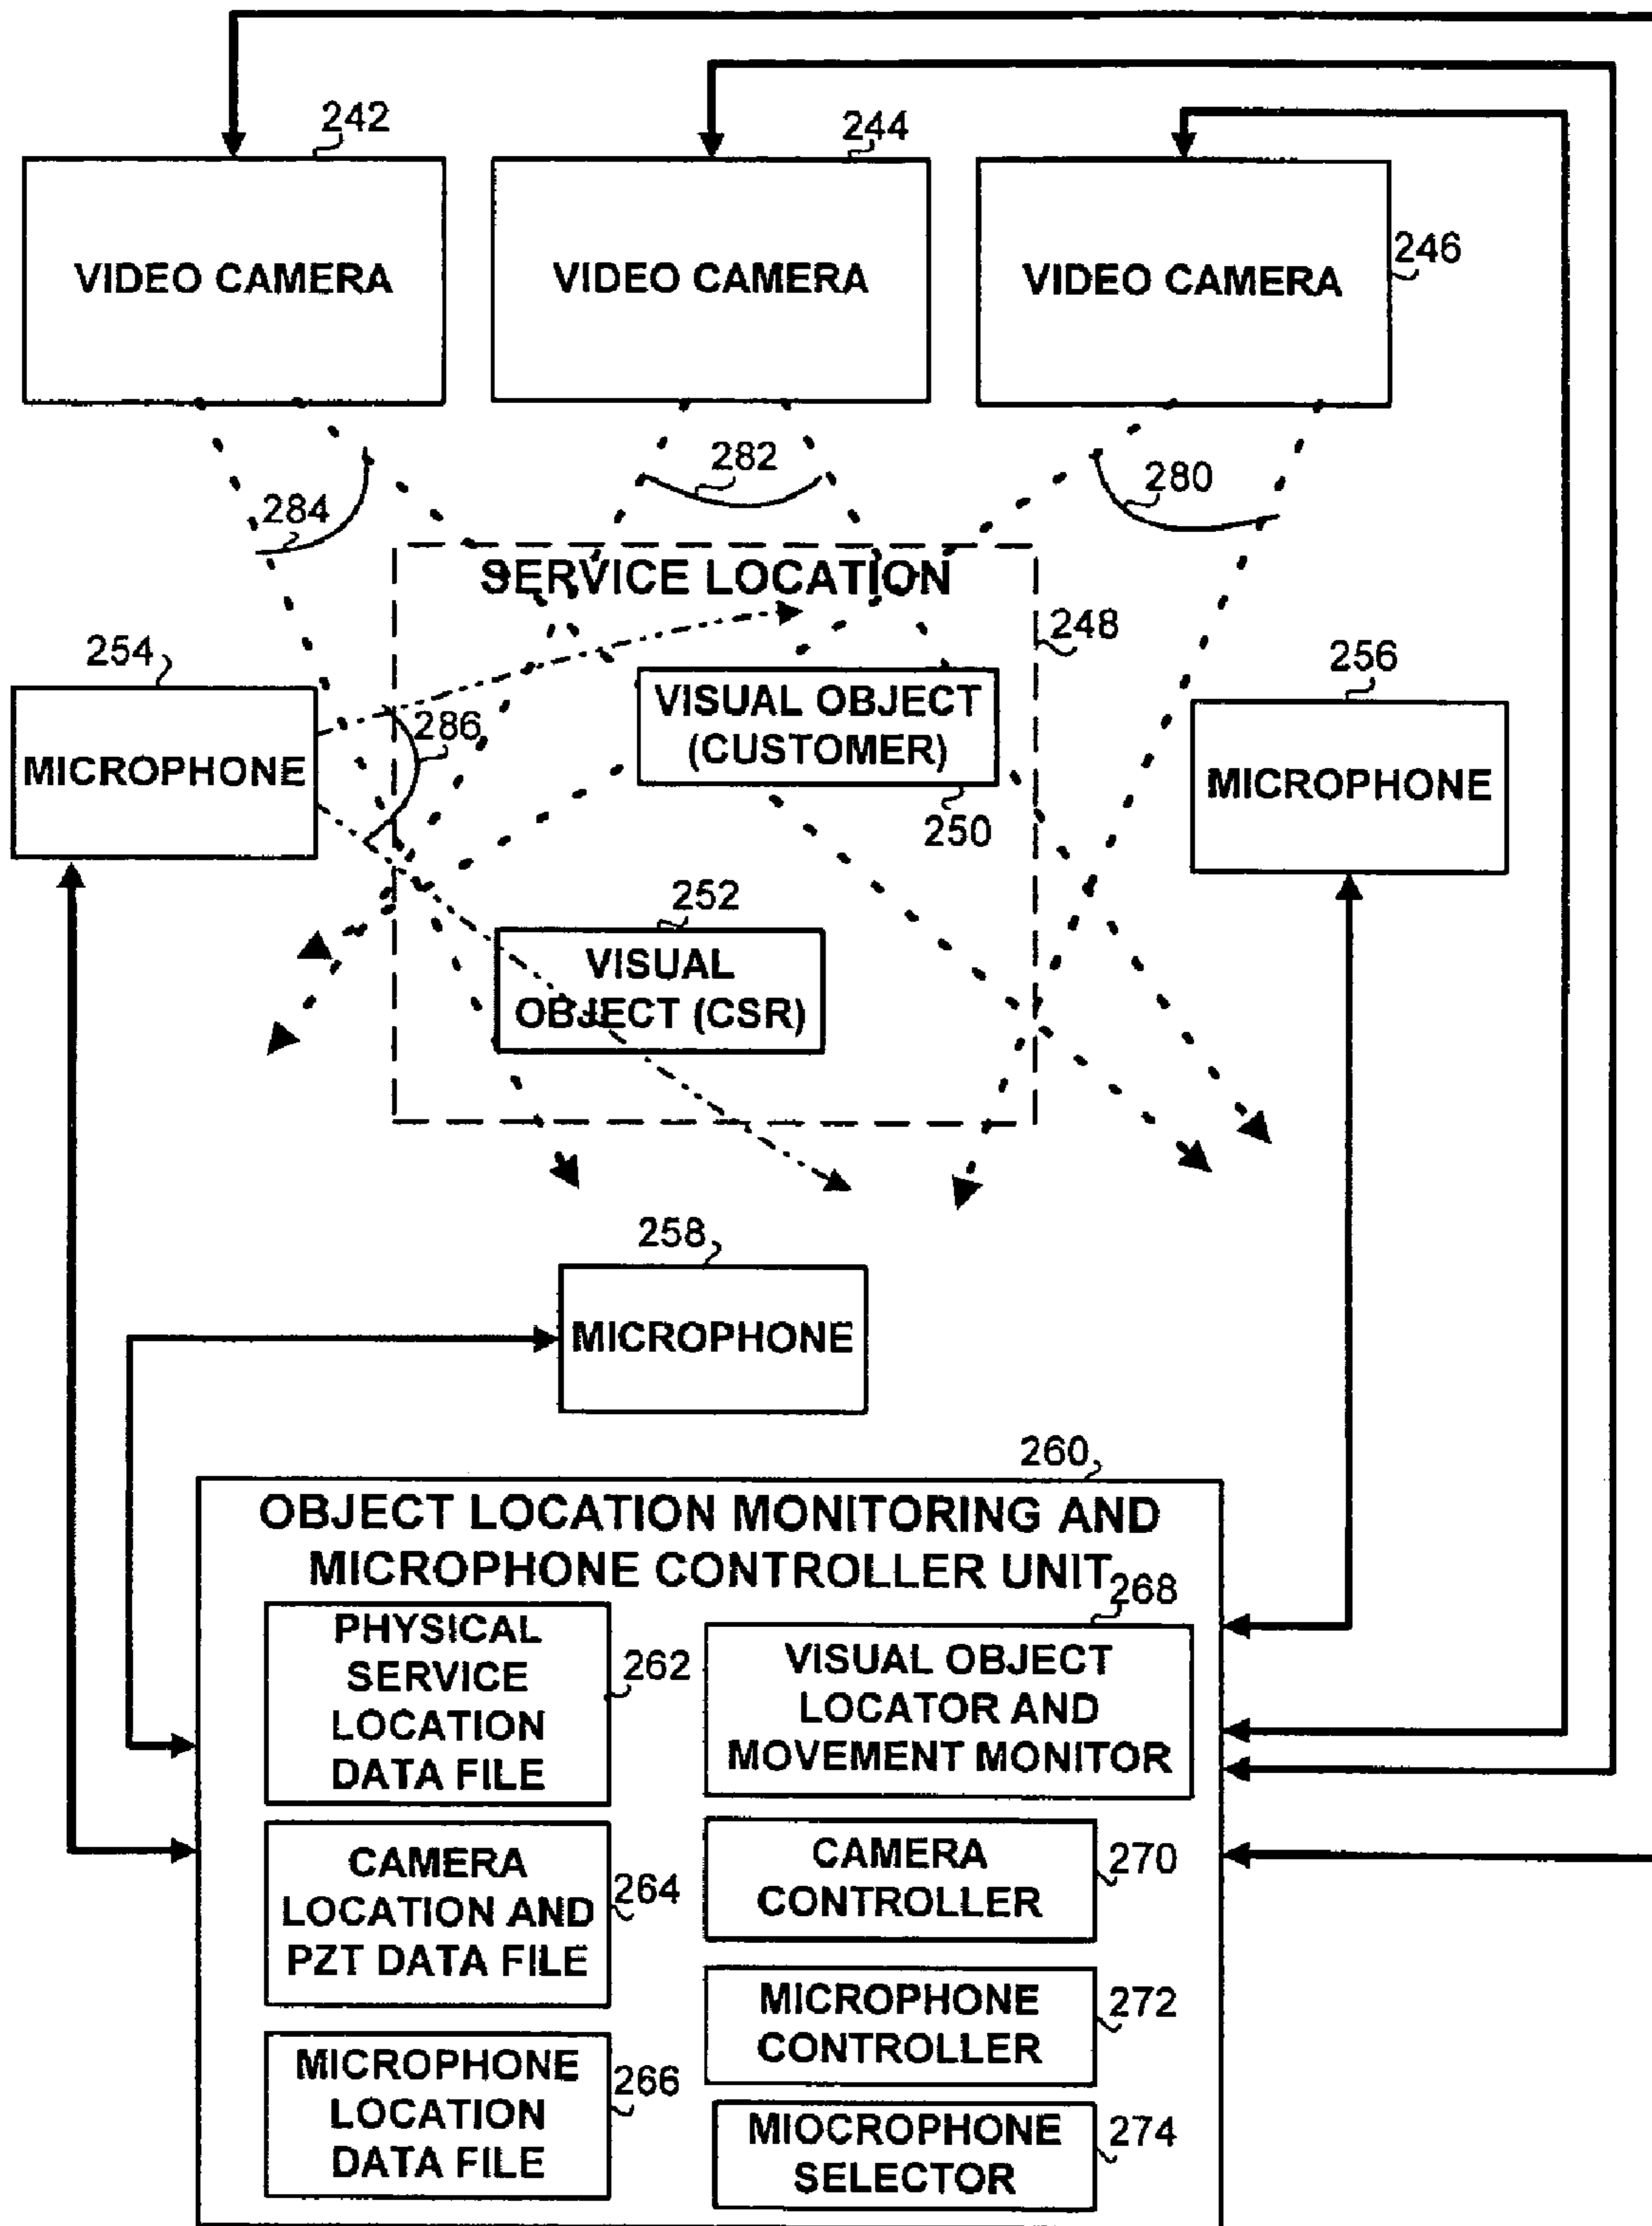 242
244
VIDEO CAMERA
VIDEO CAMERA
VIDEO CAMERA
246
284
282
280
SERVICE LOCATION
248
254
MICROPHONE
286
VISUAL OBJECT
(CUSTOMER)
250
256
MICROPHONE
252
VISUAL
OBJECT (CSR)
258
MICROPHONE
260
OBJECT LOCATION MONITORING AND
MICROPHONE CONTROLLER UNIT
PHYSICAL
SERVICE
LOCATION
DATA FILE
262
268
VISUAL OBJECT
LOCATOR AND
MOVEMENT MONITOR
CAMERA
LOCATION AND
PZT DATA FILE
264
CAMERA
CONTROLLER
270
MICROPHONE
CONTROLLER
272
MICROPHONE
LOCATION
DATA FILE
266
MIOCROPHONE
SELECTOR
274